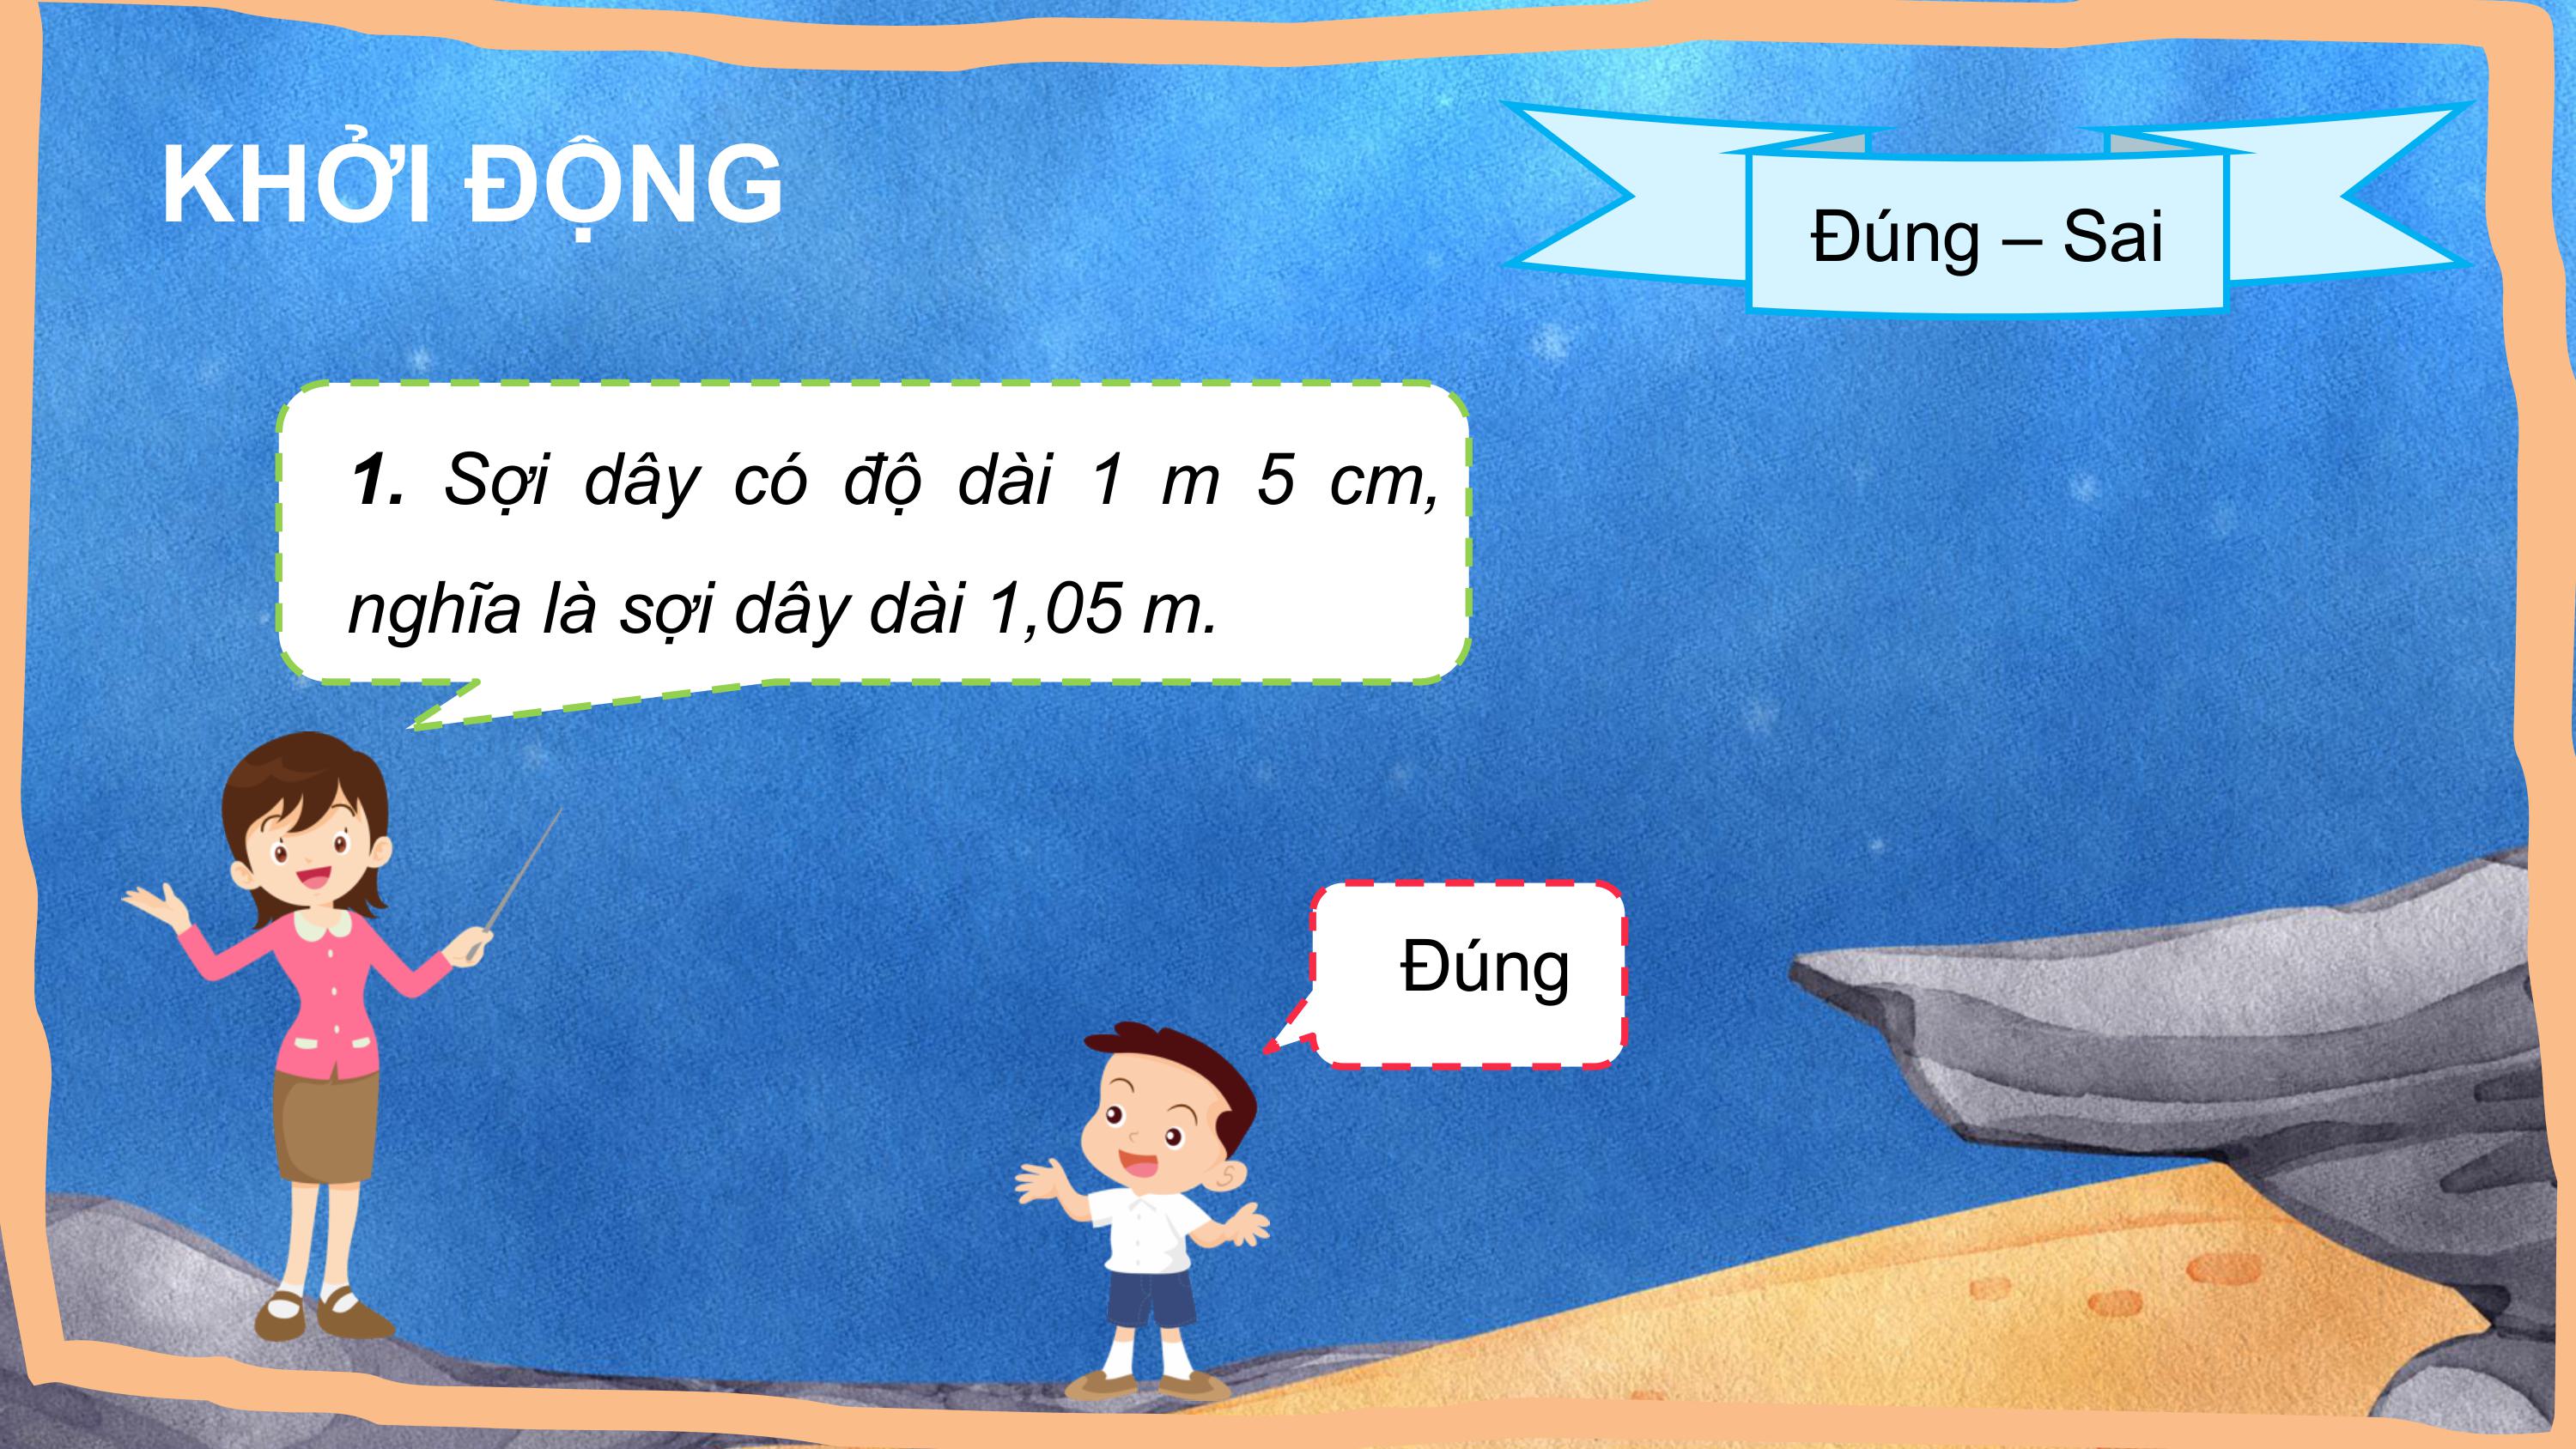 KHỞI ĐỘNG
Đúng – Sai
1. Sợi dây có độ dài 1 m 5 cm,
nghĩa là sợi dây dài 1,05 m.
Đúng